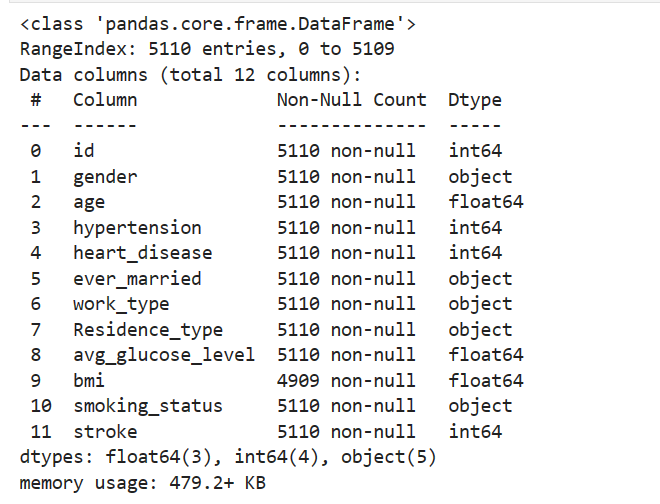 <class 'pandas.core.frame.DataFrame'>
RangeIndex: 5110 entries, 0 to 5109
Data columns (total 12 columns):
 #   Column             Non-Null Count  Dtype
---  ------             --------------  -----
 0   id                 5110 non-null   int64
 1   gender             5110 non-null   object
 2   age                5110 non-null   float64
 3   hypertension       5110 non-null   int64
 4   heart_disease      5110 non-null   int64
 5   ever_married       5110 non-null   object
 6   work_type          5110 non-null   object
 7   Residence_type     5110 non-null   object
 8   avg_glucose_level  5110 non-null   float64
 9   bmi                4909 non-null   float64
 10  smoking_status     5110 non-null   object
 11  stroke             5110 non-null   int64
dtypes: float64(3), int64(4), object(5)
memory usage: 479.2+ KB